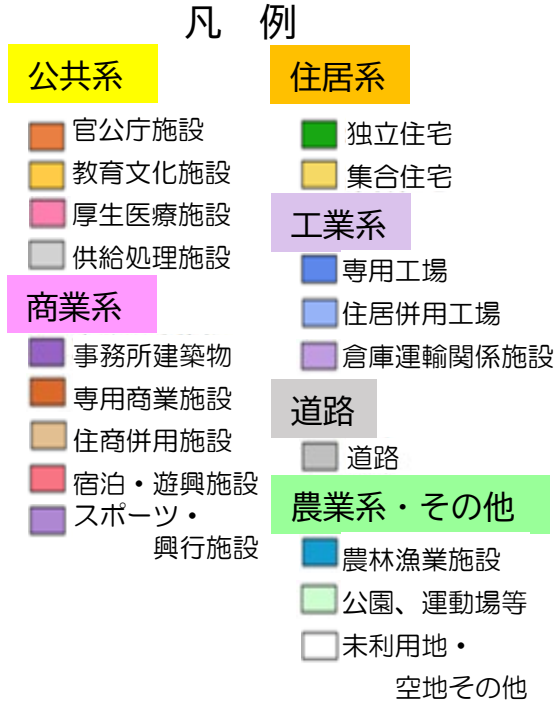 凡 例
公共系
官公庁施設
教育文化施設
厚生医療施設
供給処理施設
商業系
事務所建築物
専用商業施設
住商併用施設
宿泊・遊興施設
スポーツ・
興行施設
住居系
独立住宅
集合住宅
工業系
専用工場
住居併用工場
倉庫運輸関係施設
道路
道路
農業系・その他
農林漁業施設
公園、運動場等
未利用地・
空地その他